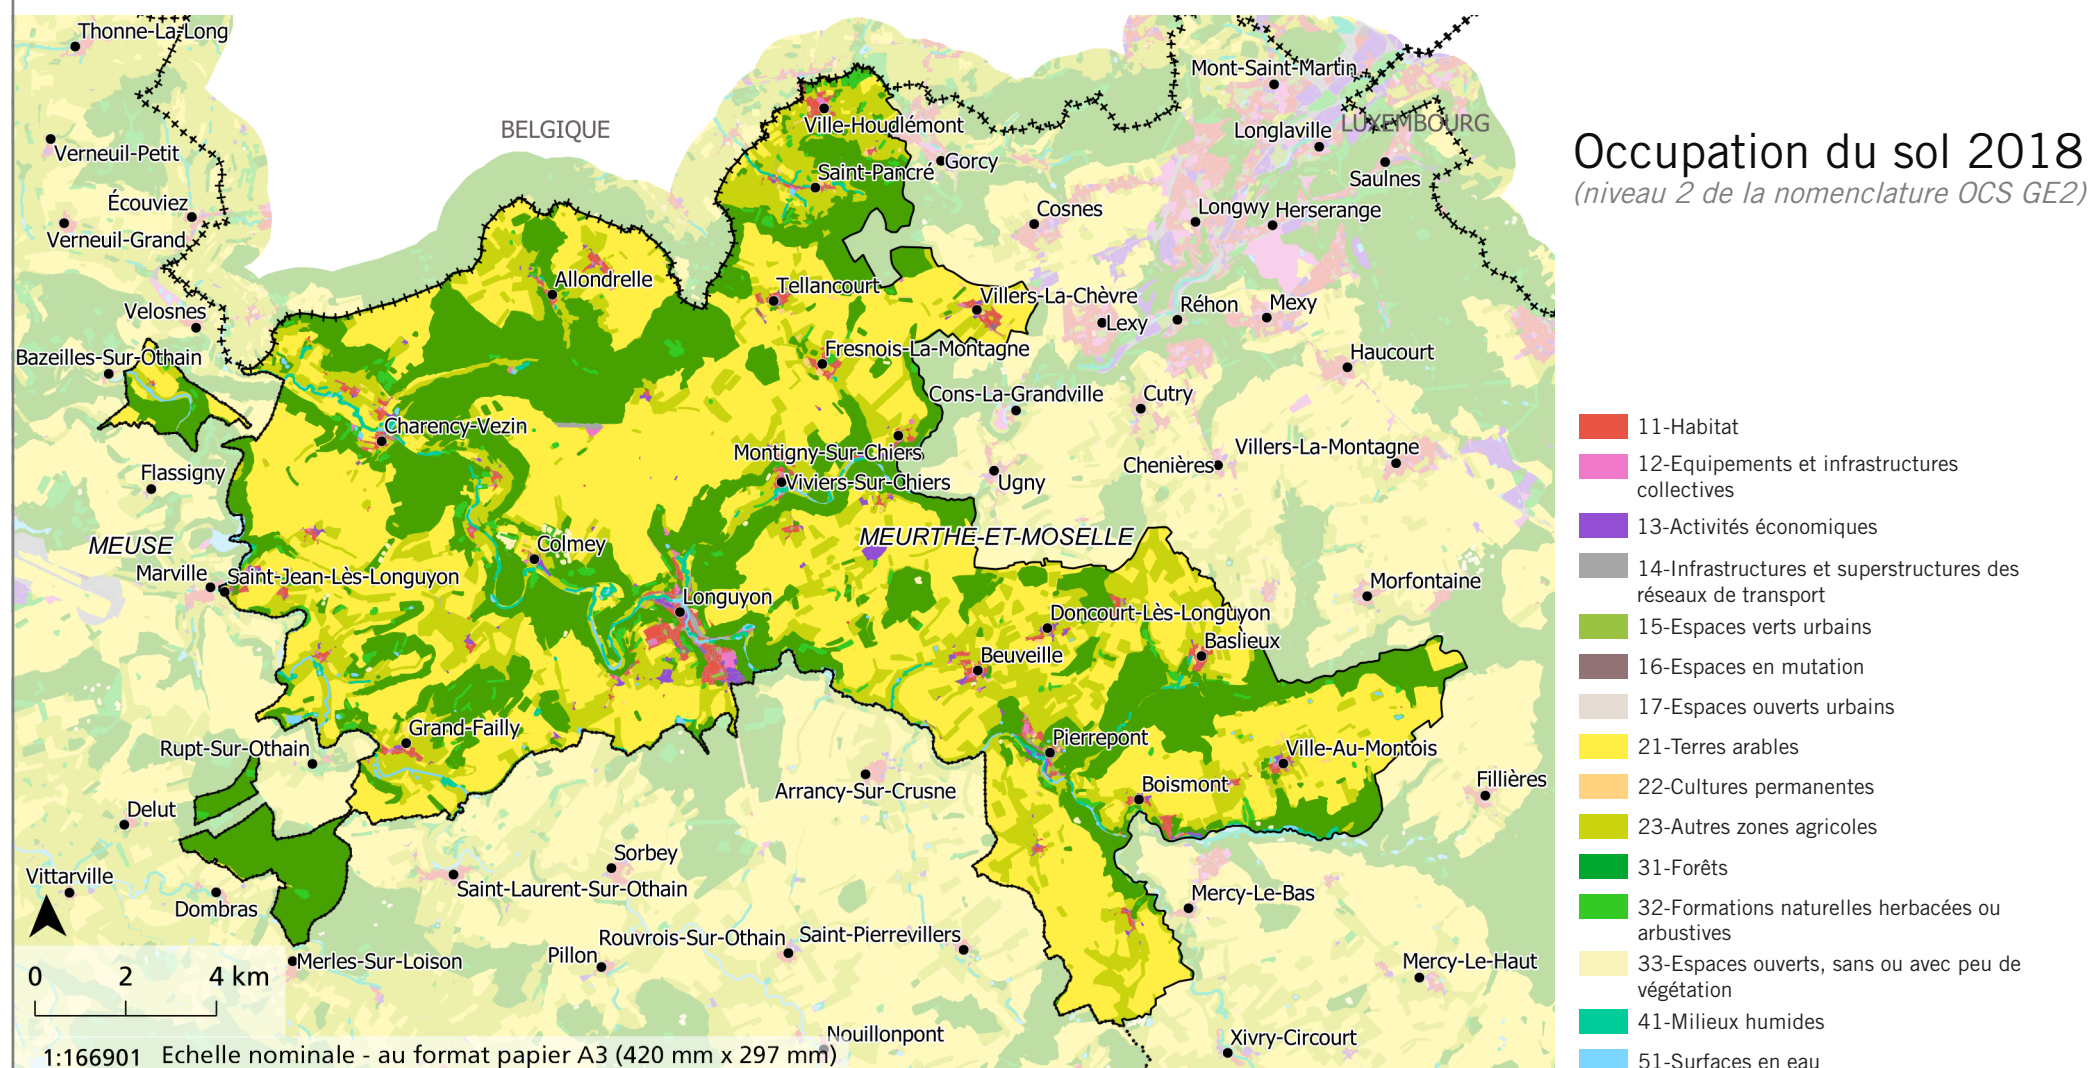 Thonne-La-Long
Mont-Saint-Martin
BELGIQUE
Ville-Houdlémont
Longlaville
LUXEMBOURG
Verneuil-Petit
Gorcy
Saint-Pancré
Saulnes
Écouviez
Cosnes
Longwy
Herserange
Verneuil-Grand
Allondrelle
Tellancourt
Villers-La-Chèvre
Velosnes
Réhon
Mexy
Lexy
Bazeilles-Sur-Othain
Fresnois-La-Montagne
Haucourt
Cons-La-Grandville
Cutry
Charency-Vezin
Montigny-Sur-Chiers
Villers-La-Montagne
Flassigny
Chenières
Viviers-Sur-Chiers
Ugny
MEUSE
Colmey
MEURTHE-ET-MOSELLE
Marville
Saint-Jean-Lès-Longuyon
Morfontaine
Longuyon
Doncourt-Lès-Longuyon
Baslieux
Beuveille
Grand-Failly
Rupt-Sur-Othain
Pierrepont
Ville-Au-Montois
Arrancy-Sur-Crusne
Boismont
Fillières
Delut
Sorbey
Vittarville
Saint-Laurent-Sur-Othain
Mercy-Le-Bas
Dombras
Rouvrois-Sur-Othain
Saint-Pierrevillers
Pillon
Merles-Sur-Loison
Mercy-Le-Haut
Nouillonpont
Xivry-Circourt
0 2 4 km
1:166901 Echelle nominale - au format papier A3 (420 mm x 297 mm)
Occupation du sol 2018
(niveau 2 de la nomenclature OCS GE2)
11-Habitat
12-Equipements et infrastructures
collectives
13-Activités économiques
14-Infrastructures et superstructures des
réseaux de transport
15-Espaces verts urbains
16-Espaces en mutation
17-Espaces ouverts urbains
21-Terres arables
22-Cultures permanentes
23-Autres zones agricoles
31-Forêts
32-Formations naturelles herbacées ou
arbustives
33-Espaces ouverts, sans ou avec peu de
végétation
41-Milieux humides
51-Surfaces en eau